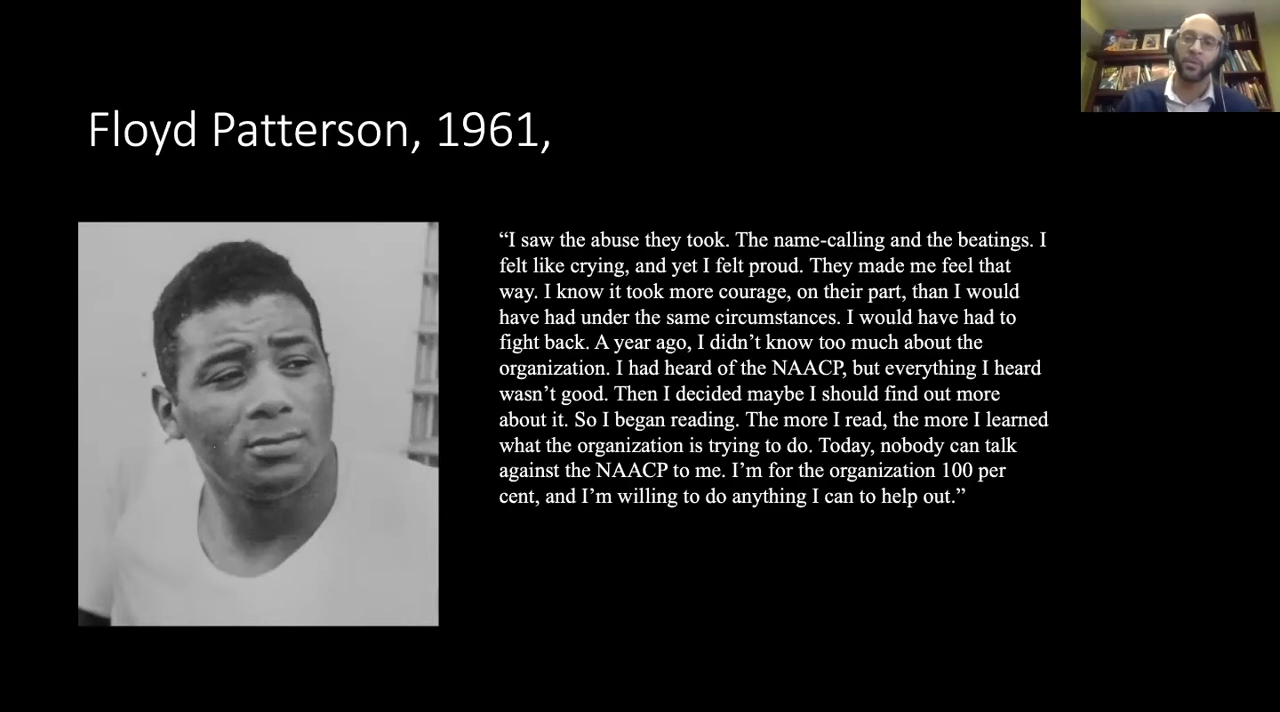 Floyd Patterson, 1961,
“I saw the abuse they took. The name-calling and the beatings. I
felt like crying, and yet I felt proud. They made me feel that
way. I know it took more courage, on their part, than I would
have had under the same circumstances. I would have had to
fight back. A year ago, I didn’t know too much about the
organization. I had heard of the NAACP, but everything I heard
wasn’t good. Then I decided maybe I should find out more
about it. So I began reading. The more I read, the more I learned
what the organization is trying to do. Today, nobody can talk
against the NAACP to me. I’m for the organization 100 per
cent, and I’m willing to do anything I can to help out.”